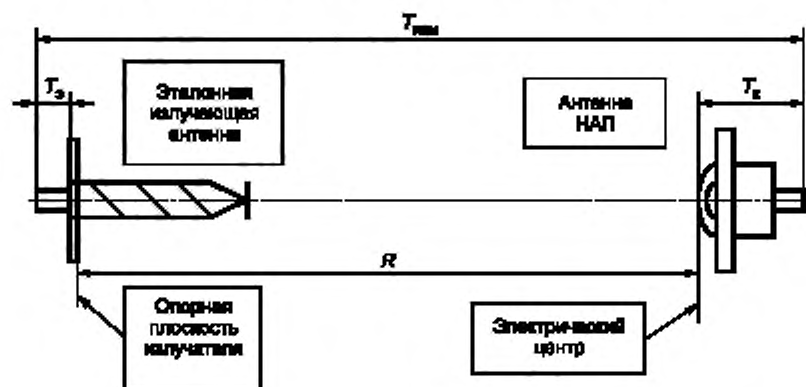 Tизм
Tэ
Эталонная
излучающая
антенна
Антенна
НАП
Tк
R
Опорная
плоскость
излучателя
Электрический
центр